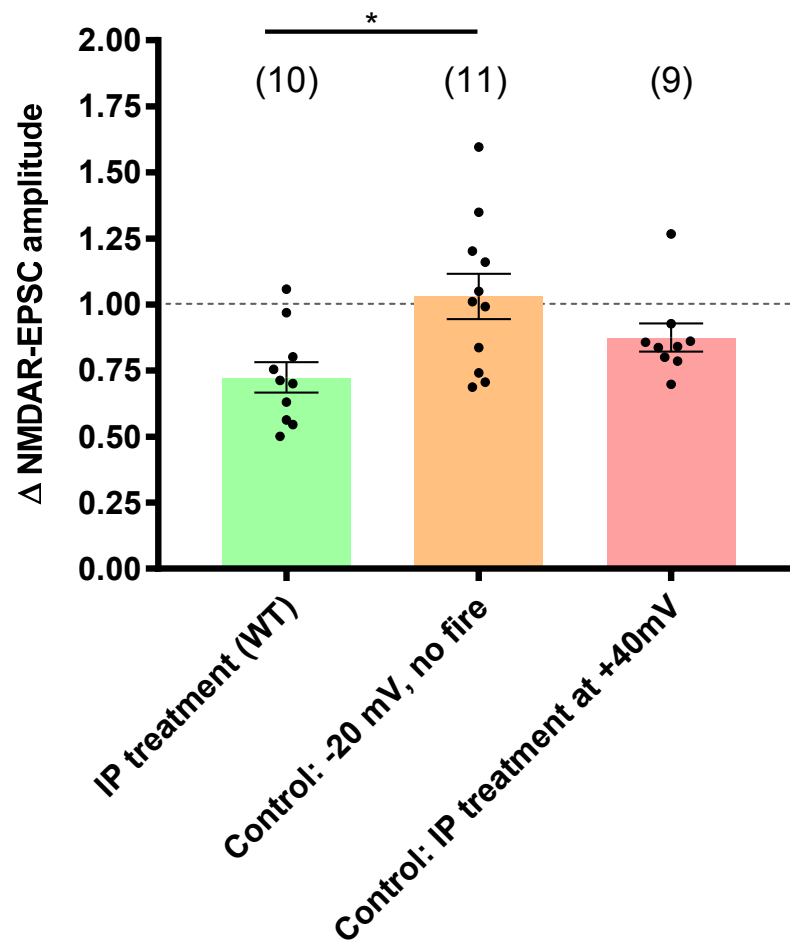 *
2.00
(10) (11) (9)
1.75
1.50
1.25
1.00
0.75
0.50
0.25
0.00
Δ NMDAR-EPSC amplitude
IP treatment (WT)
Control: -20 mV, no fire
Control: IP treatment at +40mV